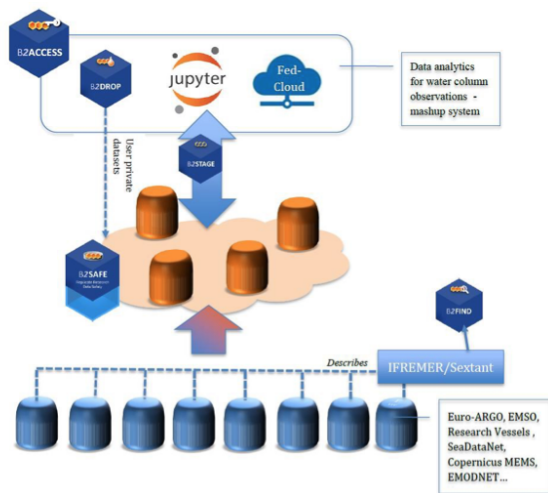 B2ACCESS
B2DROP
jupyter
Fed-
Cloud
Data analytics
for water column
observations -
mashup system
User private
datasets
B2STAGE
B2SAFE
B2FIND
Describes
IFREMER/Sextant
Euro-ARGO, EMSO,
Research Vessels ,
SeaDataNet,
Copernicus MEMS,
EMODNET...